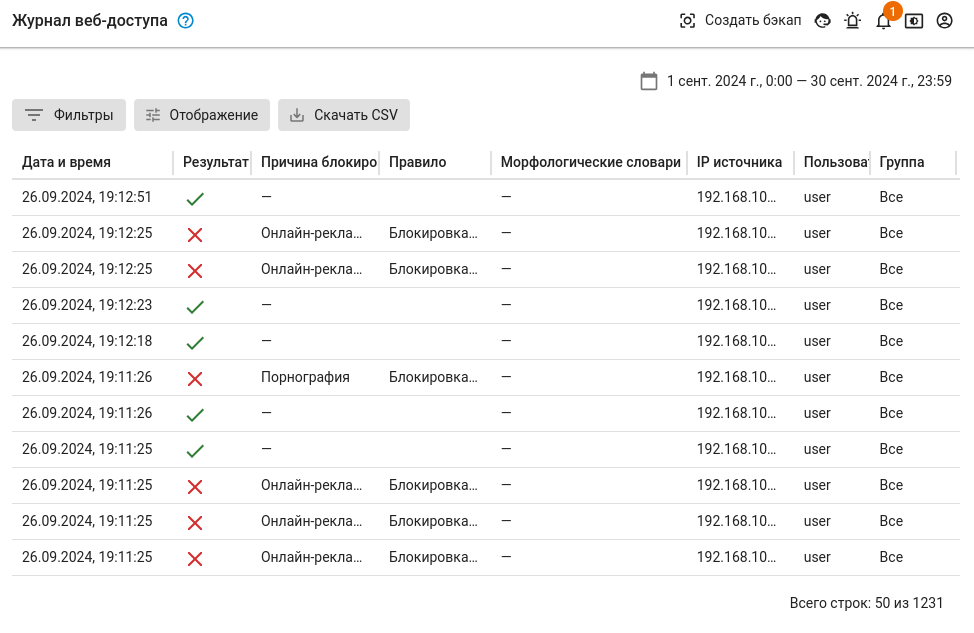 Журнал веб-доступа
Создать бэкап
1
1 сент. 2024 г., 0:00 — 30 сент. 2024 г., 23:59
Фильтры Отображение Скачать CSV
Дата и время Результат Причина блокиро Правило Морфологические словари IP источника Пользова Группа
26.09.2024, 19:12:51 — — 192.168.10... user Все
26.09.2024, 19:12:25 Онлайн-рекла... Блокировка... — 192.168.10... user Все
26.09.2024, 19:12:25 Онлайн-рекла... Блокировка... — 192.168.10... user Все
26.09.2024, 19:12:23 — — 192.168.10... user Все
26.09.2024, 19:12:18 — — 192.168.10... user Все
26.09.2024, 19:11:26 Порнография Блокировка... — 192.168.10... user Все
26.09.2024, 19:11:26 — — 192.168.10... user Все
26.09.2024, 19:11:25 — — 192.168.10... user Все
26.09.2024, 19:11:25 Онлайн-рекла... Блокировка... — 192.168.10... user Все
26.09.2024, 19:11:25 Онлайн-рекла... Блокировка... — 192.168.10... user Все
26.09.2024, 19:11:25 Онлайн-рекла... Блокировка... — 192.168.10... user Все
Всего строк: 50 из 1231